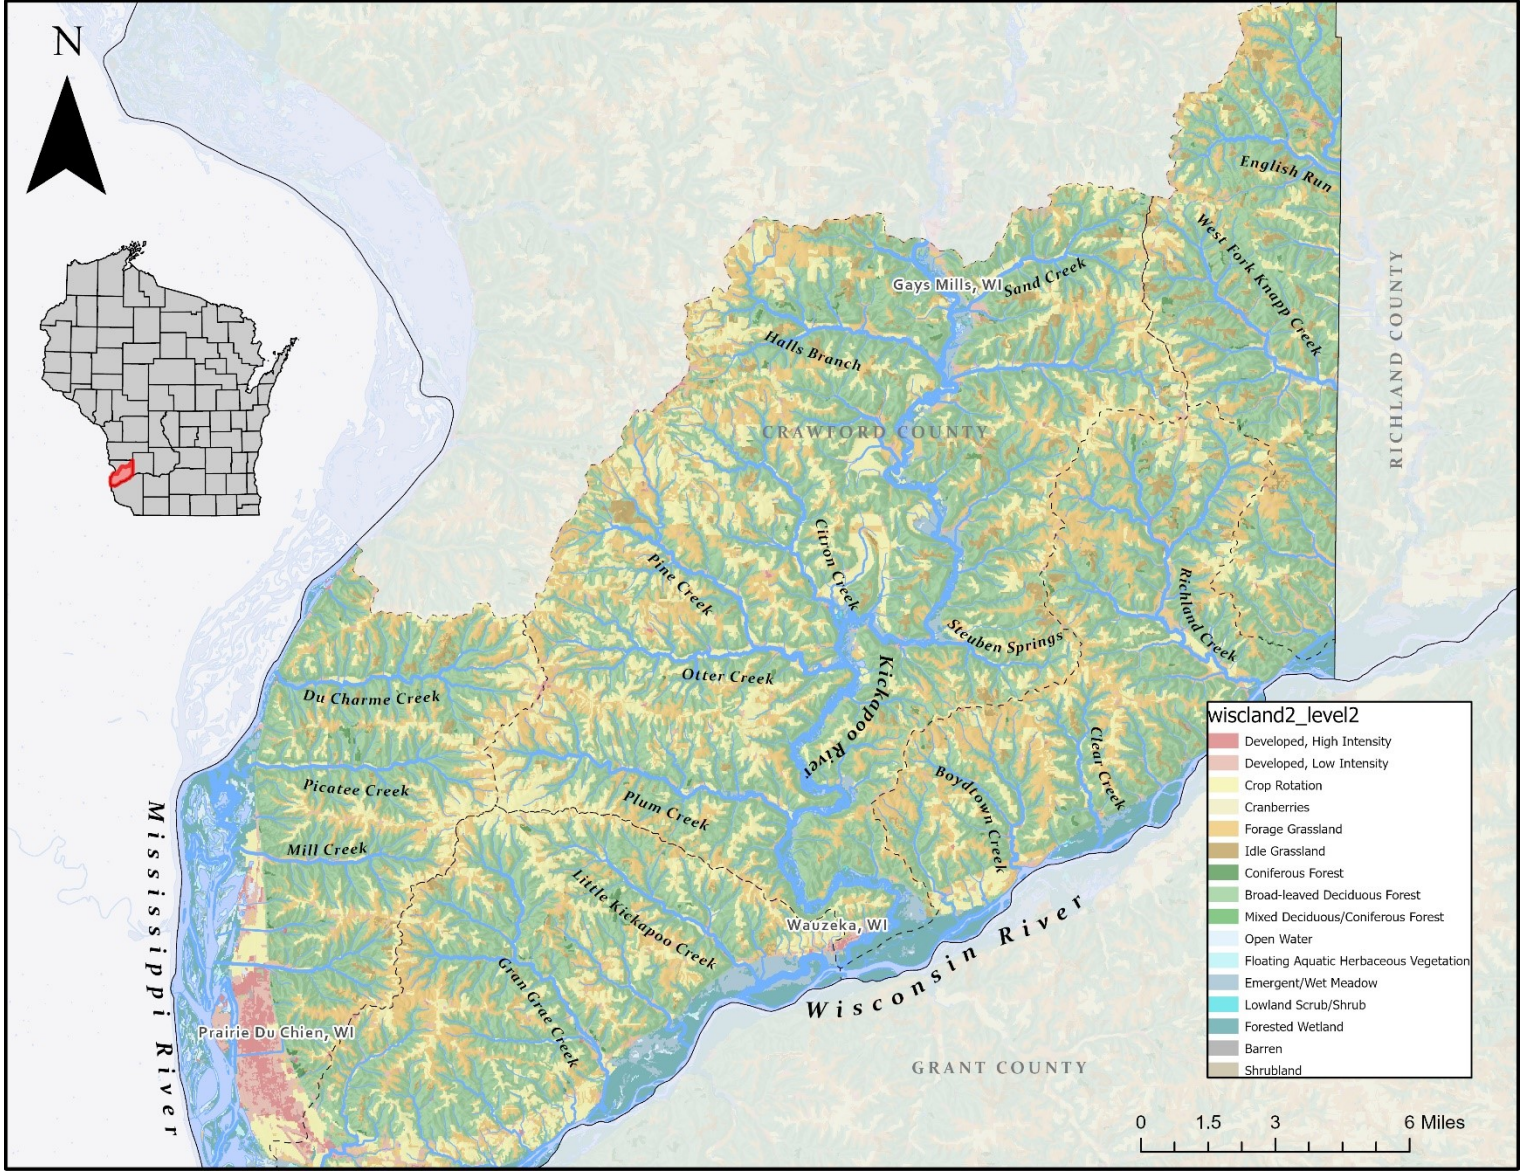 N
English Run
West Fork Knapp Creek
RICHLAND COUNTY
Gays Mills, WI
Sand Creek
Halls Branch
CRAWFORD COUNTY
Citron Creek
Pine Creek
Richland Creek
Steuben Springs
Otter Creek
Kickapoo River
Du Charme Creek
Clear Creek
Picatee Creek
Boydtown Creek
Plum Creek
Mississippi River
Mill Creek
Little Kickapoo Creek
Wauzeka, WI
Wisconsin River
Gran Grae Creek
Prairie Du Chien, WI
GRANT COUNTY
wiscland2_level2
Developed, High Intensity
Developed, Low Intensity
Crop Rotation
Cranberries
Forage Grassland
Idle Grassland
Coniferous Forest
Broad-leaved Deciduous Forest
Mixed Deciduous/Coniferous Forest
Open Water
Floating Aquatic Herbaceous Vegetation
Emergent/Wet Meadow
Lowland Scrub/Shrub
Forested Wetland
Barren
Shrubland
0 1.5 3 6 Miles